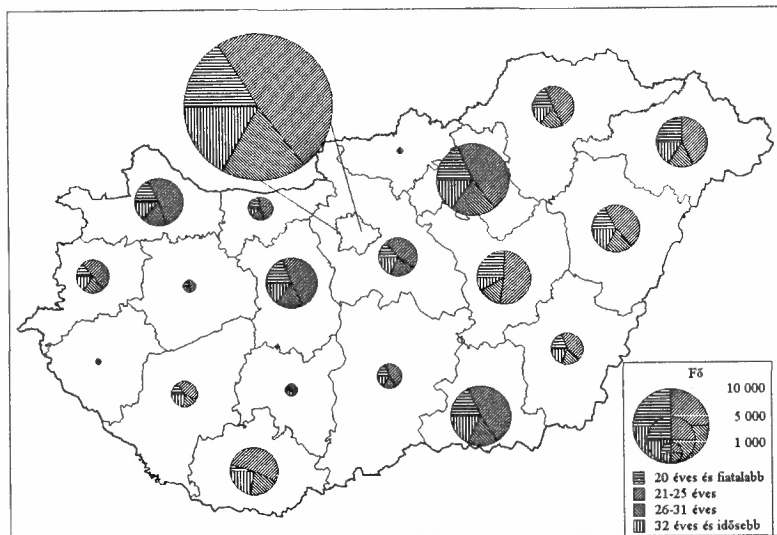 Fő
10 000
5 000
1 000
20 éves és fiatalabb
21-25 éves
26-31 éves
32 éves és idősebb